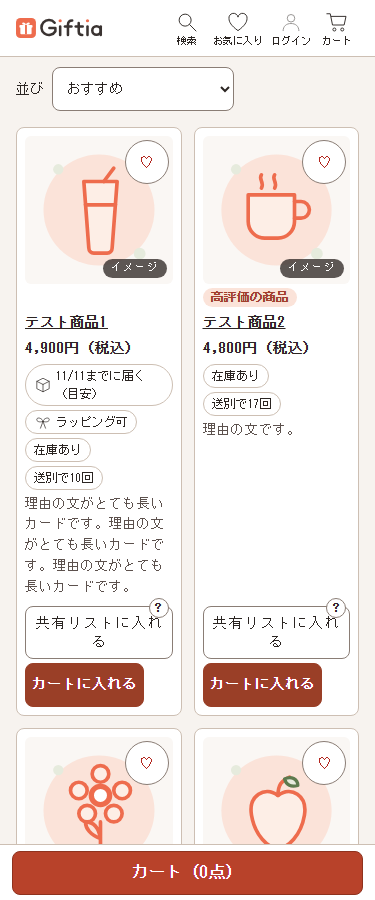 Giftia
検索
お気に入り
ログイン
カート
並び
おすすめ
イメージ
テスト商品1
4,900円（税込）
11/11までに届く
（目安）
ラッピング可
在庫あり
送別で10回
理由の文がとても長い
カードです。理由の文
がとても長いカードで
す。理由の文がとても
長いカードです。
?
共有リストに入れ
る
カートに入れる
イメージ
高評価の商品
テスト商品2
4,800円（税込）
在庫あり
送別で17回
理由の文です。
?
共有リストに入れ
る
カートに入れる
カート（0点）